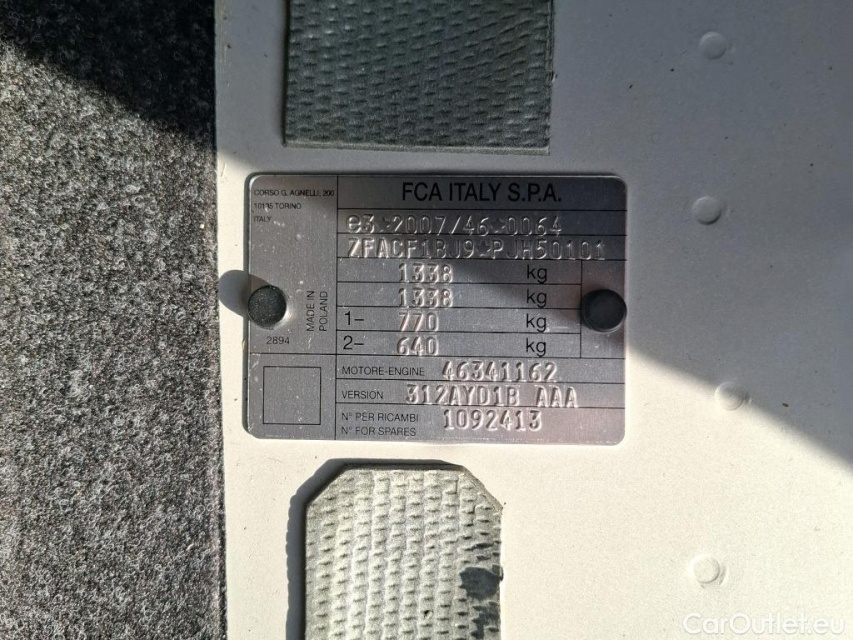 FCA ITALY S.P.A.
CORSO G. AGNELLI, 200
10135 TORINO
ITALY
e3*2007/46*0064
ZFACF1BJ9*PJH50101
1338 kg
1338 kg
1– 770 kg
2– 640 kg
MADE IN
POLAND
2894
MOTORE-ENGINE 46341162
VERSION 312AYD1B AAA
N° PER RICAMBI
N° FOR SPARES
1092413
CarOutlet.eu